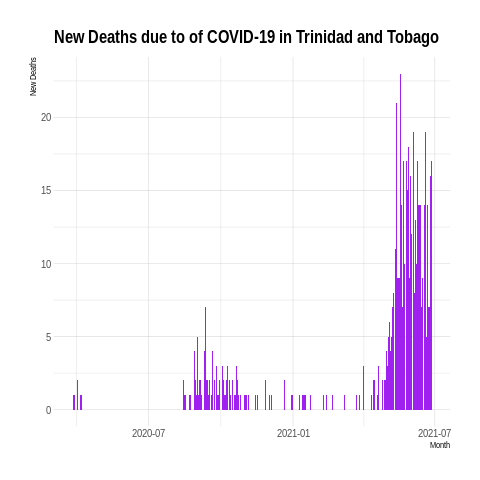 New Deaths due to of COVID-19 in Trinidad and Tobago
New Deaths
20
15
10
5
0
2020-07
2021-01
2021-07
Month